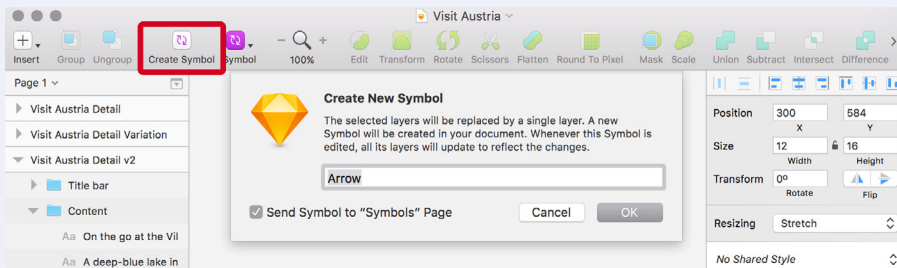 Visit Austria
Insert Group Ungroup Create Symbol Symbol 100% Edit Transform Rotate Scissors Flatten Round To Pixel Mask Scale Union Subtract Intersect Difference
Page 1
Visit Austria Detail
Visit Austria Detail Variation
Visit Austria Detail v2
Title bar
Content
Aa On the go at the Vil
Aa A deep-blue lake in
Create New Symbol
The selected layers will be replaced by a single layer. A new
Symbol will be created in your document. Whenever this Symbol is
edited, all its layers will update to reflect the changes.
Arrow
Send Symbol to “Symbols” Page
Cancel OK
Position 300 584
X Y
Size 12 16
Width Height
Transform 0º
Rotate Flip
Resizing Stretch
No Shared Style